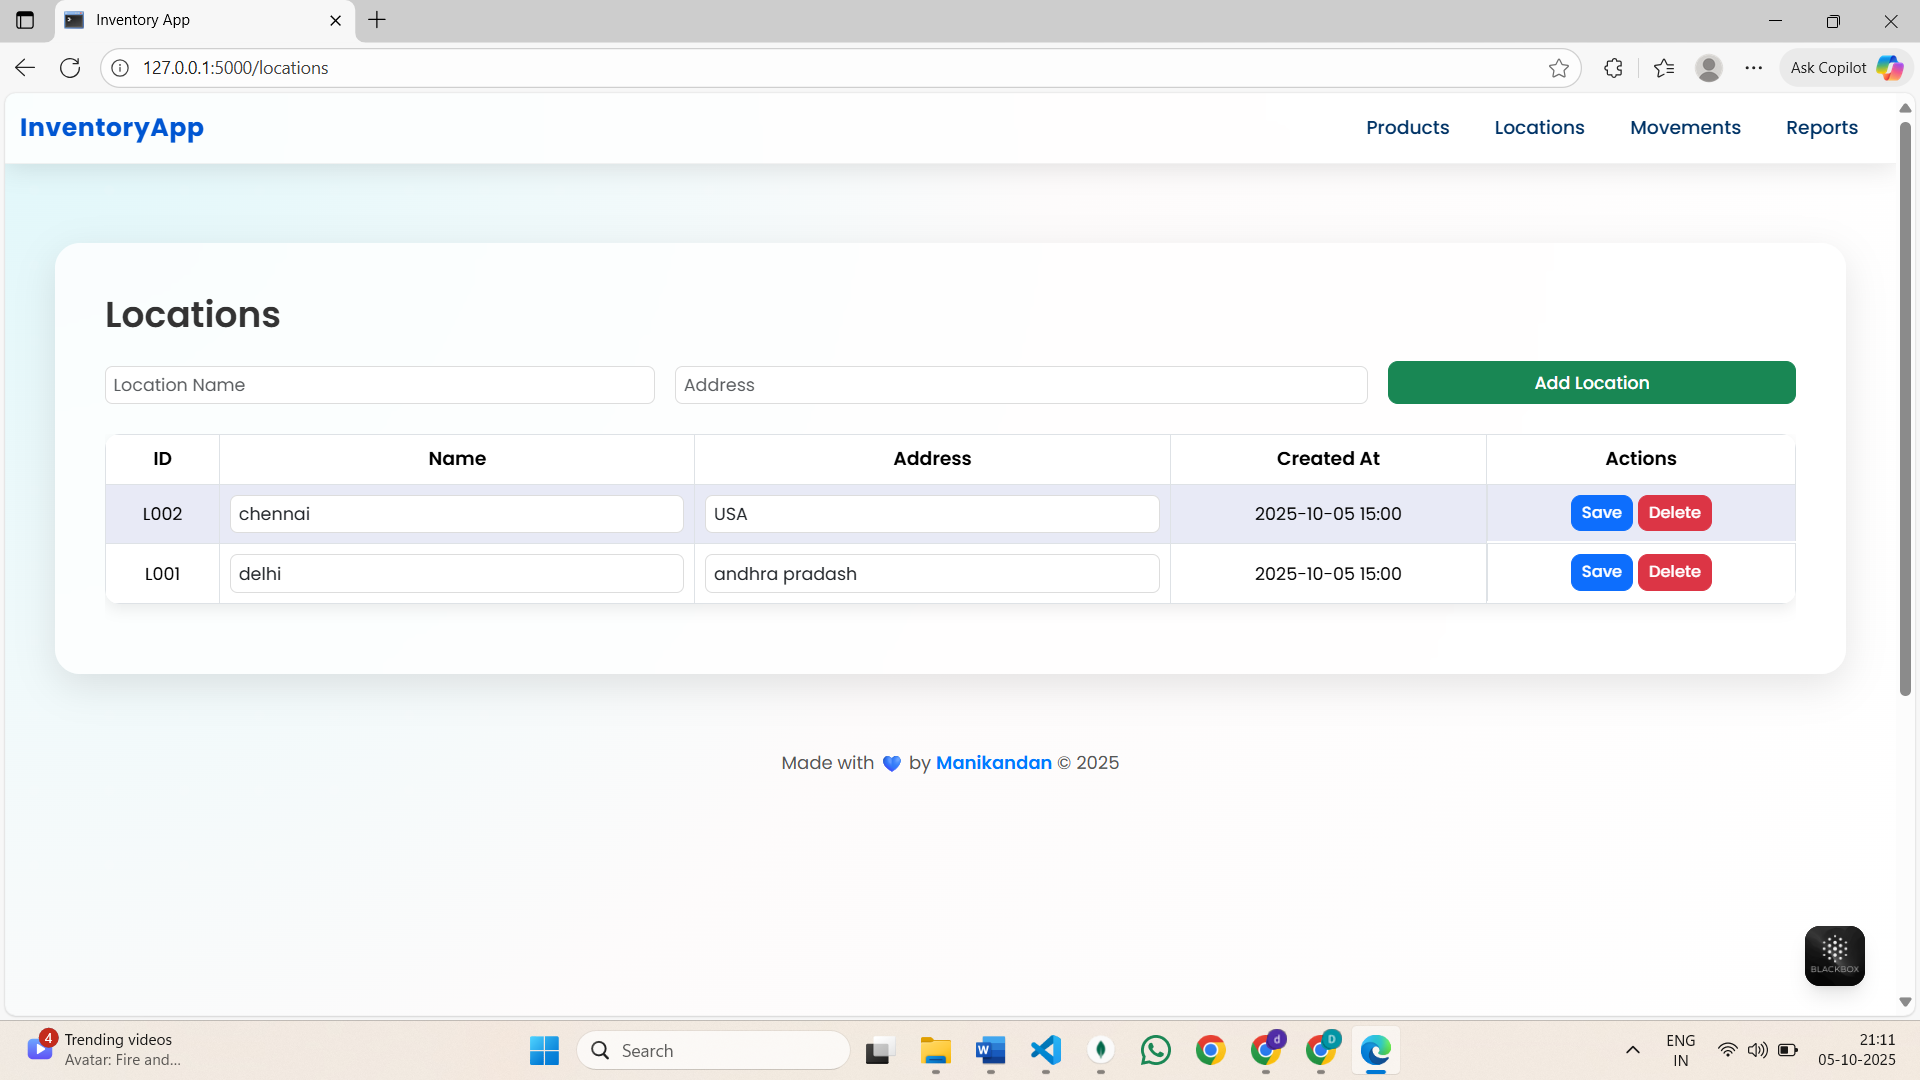 Inventory App
127.0.0.1:5000/locations
Ask Copilot
InventoryApp
Products Locations Movements Reports
Locations
Location Name Address Add Location
ID Name Address Created At Actions
L002 chennai USA 2025-10-05 15:00 Save Delete
L001 delhi andhra pradash 2025-10-05 15:00 Save Delete
Made with 💙 by Manikandan © 2025
BLACKBOX
4
Trending videos
Avatar: Fire and...
Search
W
d
D
ENG
IN
21:11
05-10-2025